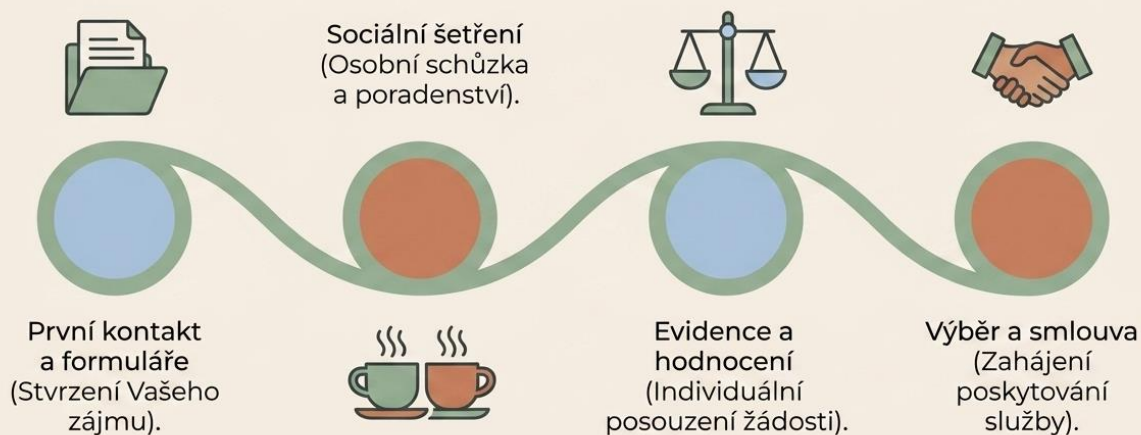 První kontakt
a formuláře
(Stvrzení Vašeho
zájmu).
Sociální šetření
(Osobní schůzka
a poradenství).
Evidence a
hodnocení
(Individuální
posouzení žádosti).
Výběr a smlouva
(Zahájení
poskytování
služby).